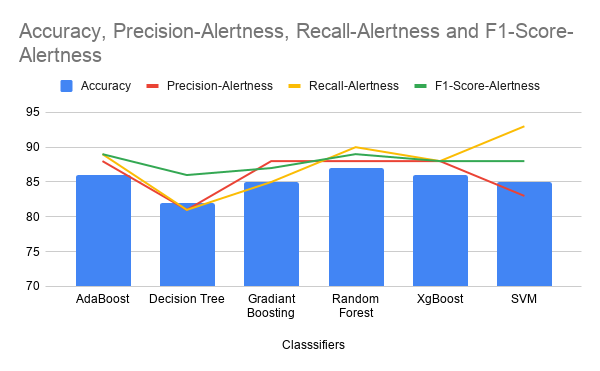 Accuracy, Precision-Alertness, Recall-Alertness and F1-Score-
Alertness
Accuracy Precision-Alertness Recall-Alertness F1-Score-Alertness
95
90
85
80
75
70
AdaBoost Decision Tree Gradiant Random XgBoost SVM
Boosting Forest
Classsifiers